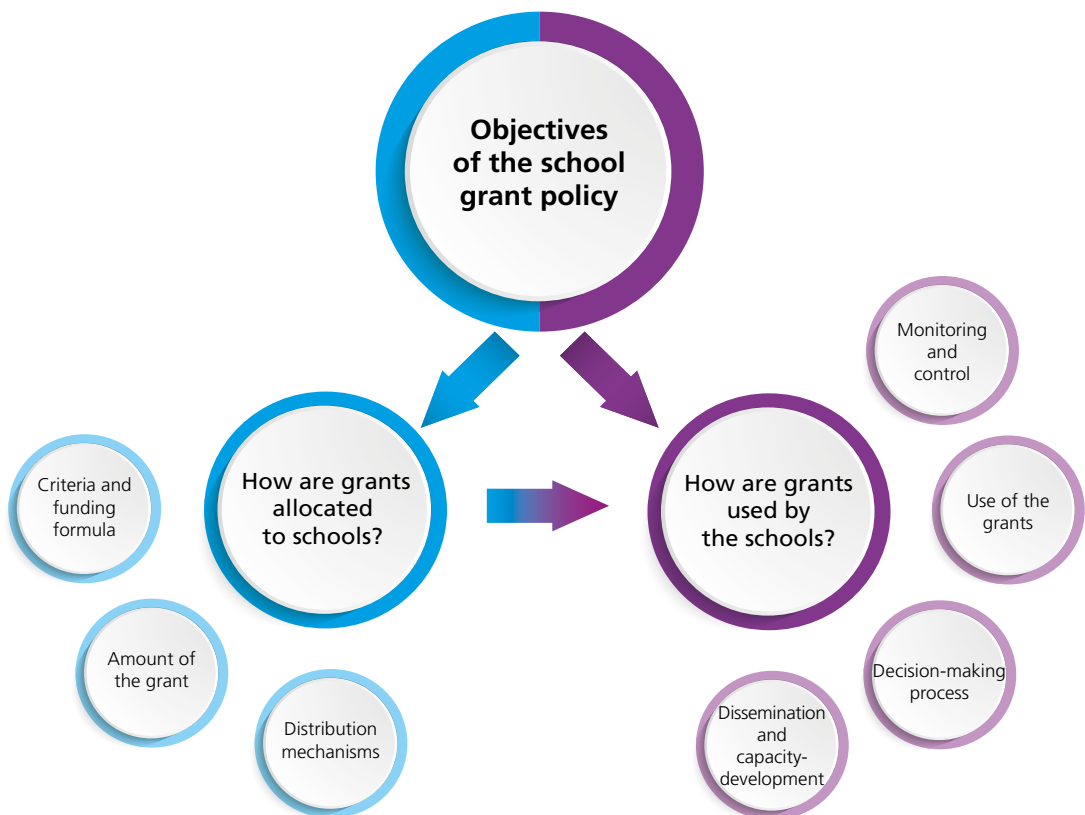 Objectives
of the school
grant policy
How are grants
allocated
to schools?
Criteria and
funding
formula
Amount of
the grant
Distribution
mechanisms
How are grants
used by
the schools?
Monitoring
and
control
Use of the
grants
Decision-making
process
Dissemination
and
capacity-
development